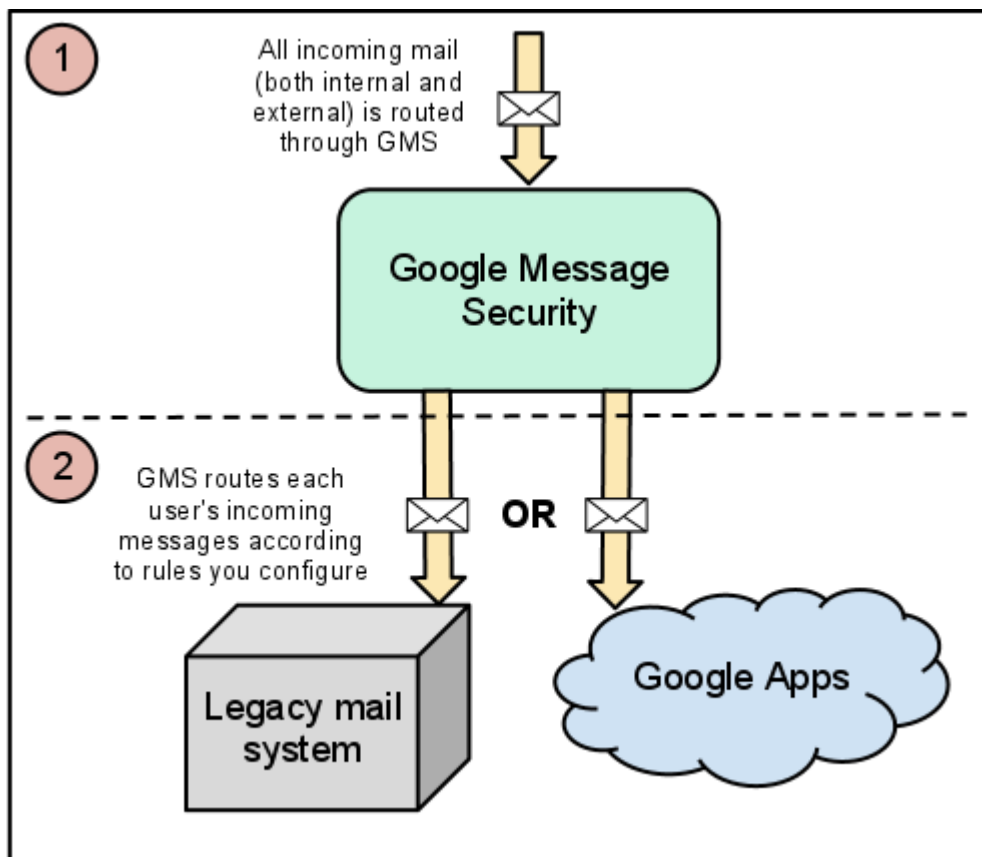 1
All incoming mail
(both internal and
external) is routed
through GMS
Google Message
Security
2
GMS routes each
user's incoming
messages according
to rules you configure
OR
Legacy mail
system
Google Apps